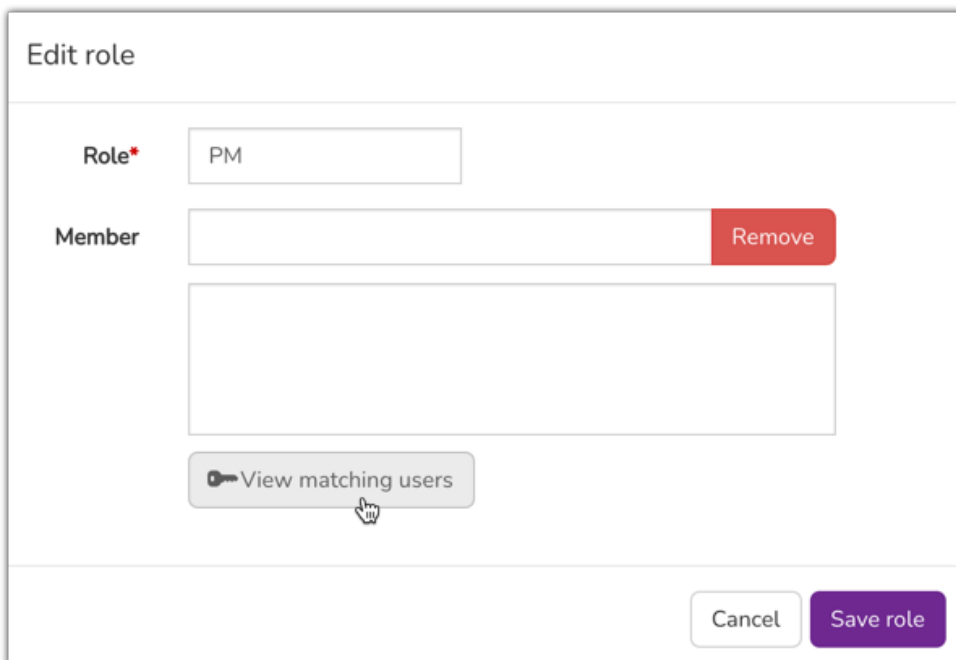 Edit role
Role*
PM
Member
Remove
View matching users
Cancel
Save role